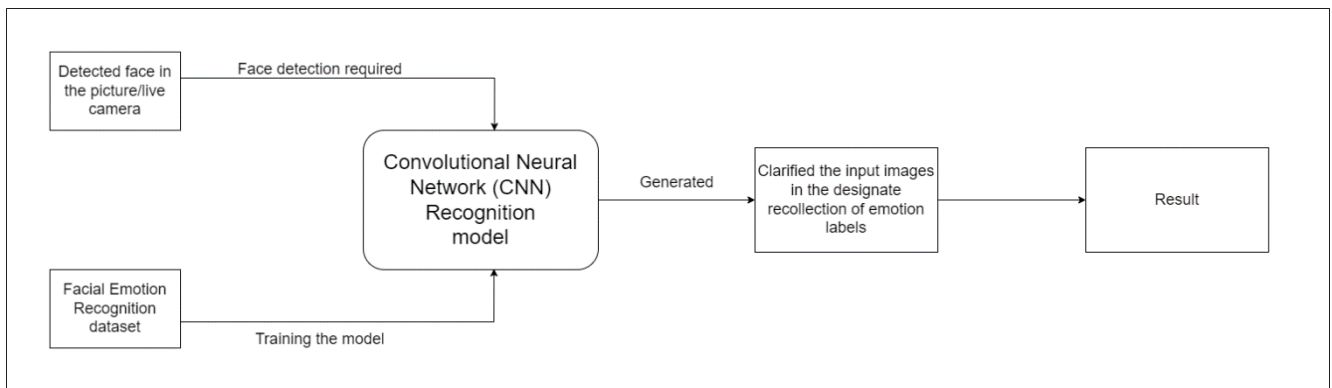 Detected face in
the picture/live
camera
Face detection required
Convolutional Neural
Network (CNN)
Recognition
model
Generated
Clarified the input images
in the designate
recollection of emotion
labels
Result
Facial Emotion
Recognition
dataset
Training the model